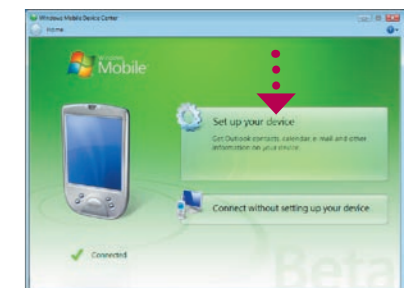 Windows Mobile Device Center
Home
Windows
Mobile
Set up your device
Get Outlook contacts, calendar, e-mail and other
information on your device.
Connect without setting up your device
Connected
Beta